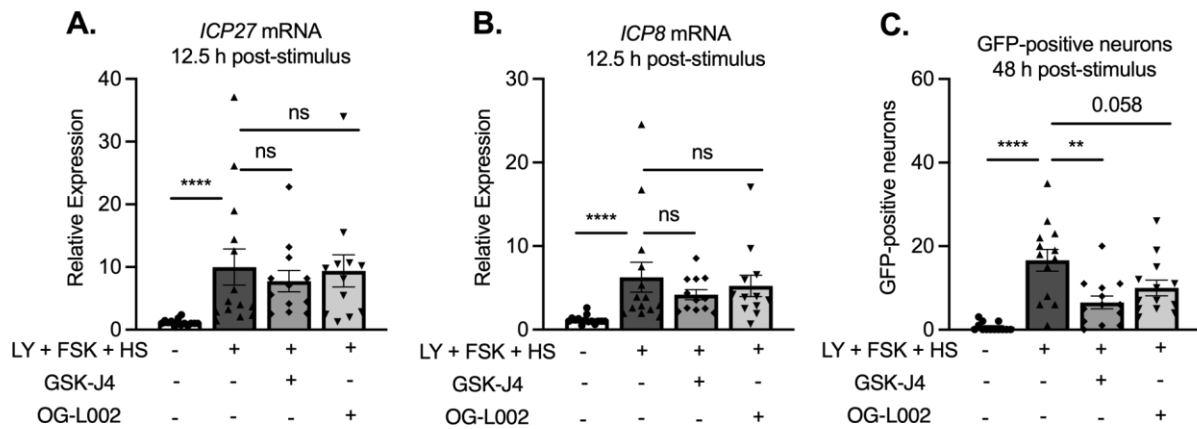 A.
ICP27 mRNA
12.5 h post-stimulus
Relative Expression
40
30
20
10
0
****
ns
ns
LY + FSK + HS - + + +
GSK-J4 - - + -
OG-L002 - - - +
B.
ICP8 mRNA
12.5 h post-stimulus
Relative Expression
30
20
10
0
****
ns
ns
LY + FSK + HS - + + +
GSK-J4 - - + -
OG-L002 - - - +
C.
GFP-positive neurons
48 h post-stimulus
GFP-positive neurons
60
40
20
0
0.058
****
**
LY + FSK + HS - + + +
GSK-J4 - - + -
OG-L002 - - - +